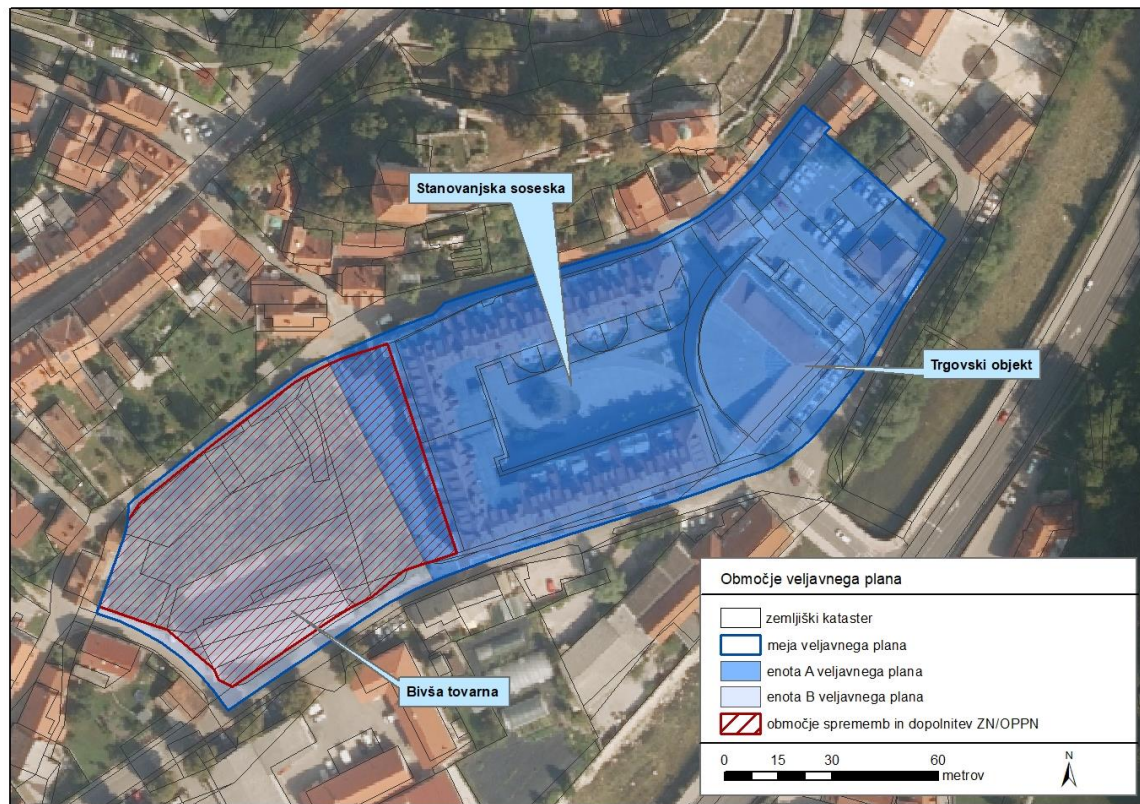 Stanovanjska soseska
Trgovski objekt
Bivša tovarna
Območje veljavnega plana
zemljiški kataster
meja veljavnega plana
enota A veljavnega plana
enota B veljavnega plana
območje sprememb in dopolnitev ZN/OPPN
0 15 30 60
metrov
N